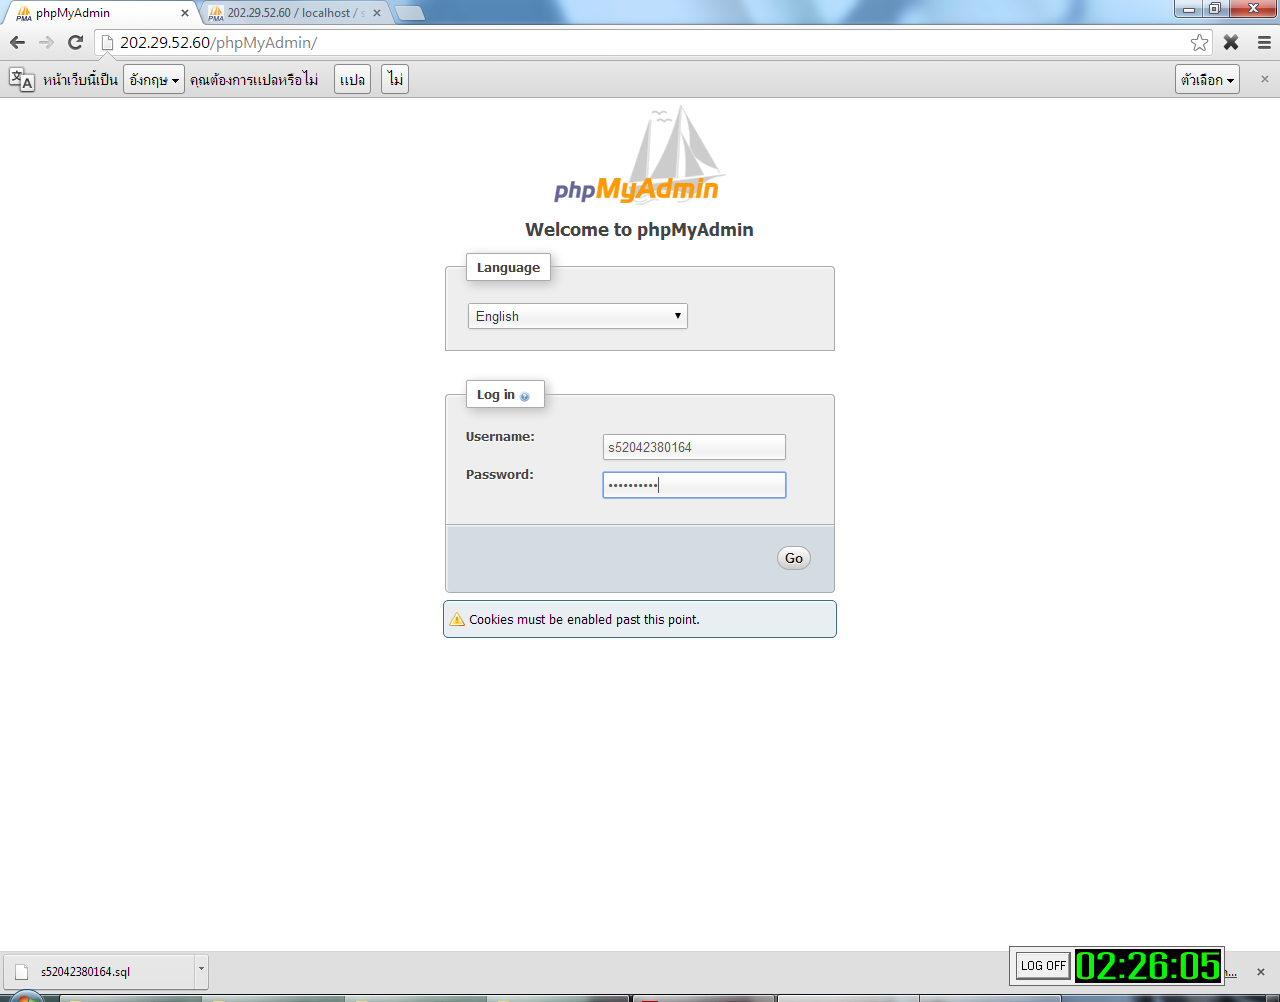 phpMyAdmin
202.29.52.60 / localhost / s
202.29.52.60/phpMyAdmin/
หน้าเว็บนี้เป็น อังกฤษ คุณต้องการแปลหรือไม่ แปล ไม่ ตัวเลือก
phpMyAdmin
Welcome to phpMyAdmin
Language
English
Log in
Username:
s52042380164
Password:
••••••••••
Go
Cookies must be enabled past this point.
s52042380164.sql
LOG OFF 02:26:05